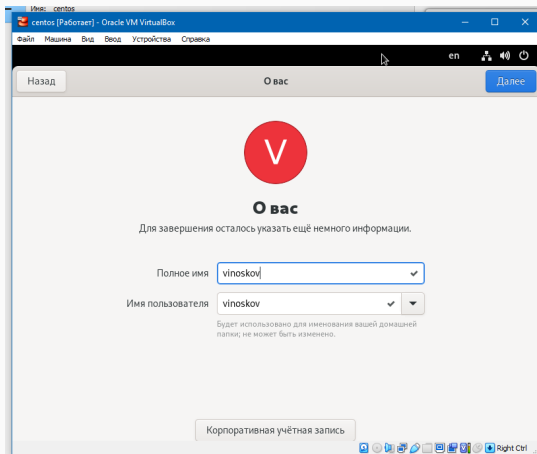 Имя: centos
centos [Работает] - Oracle VM VirtualBox
Файл Машина Вид Ввод Устройства Справка
en
Назад О вас Далее
V
О вас
Для завершения осталось указать ещё немного информации.
Полное имя vinoskov
Имя пользователя vinoskov
Будет использовано для именования вашей домашней
папки; не может быть изменено.
Корпоративная учётная запись
Right Ctrl